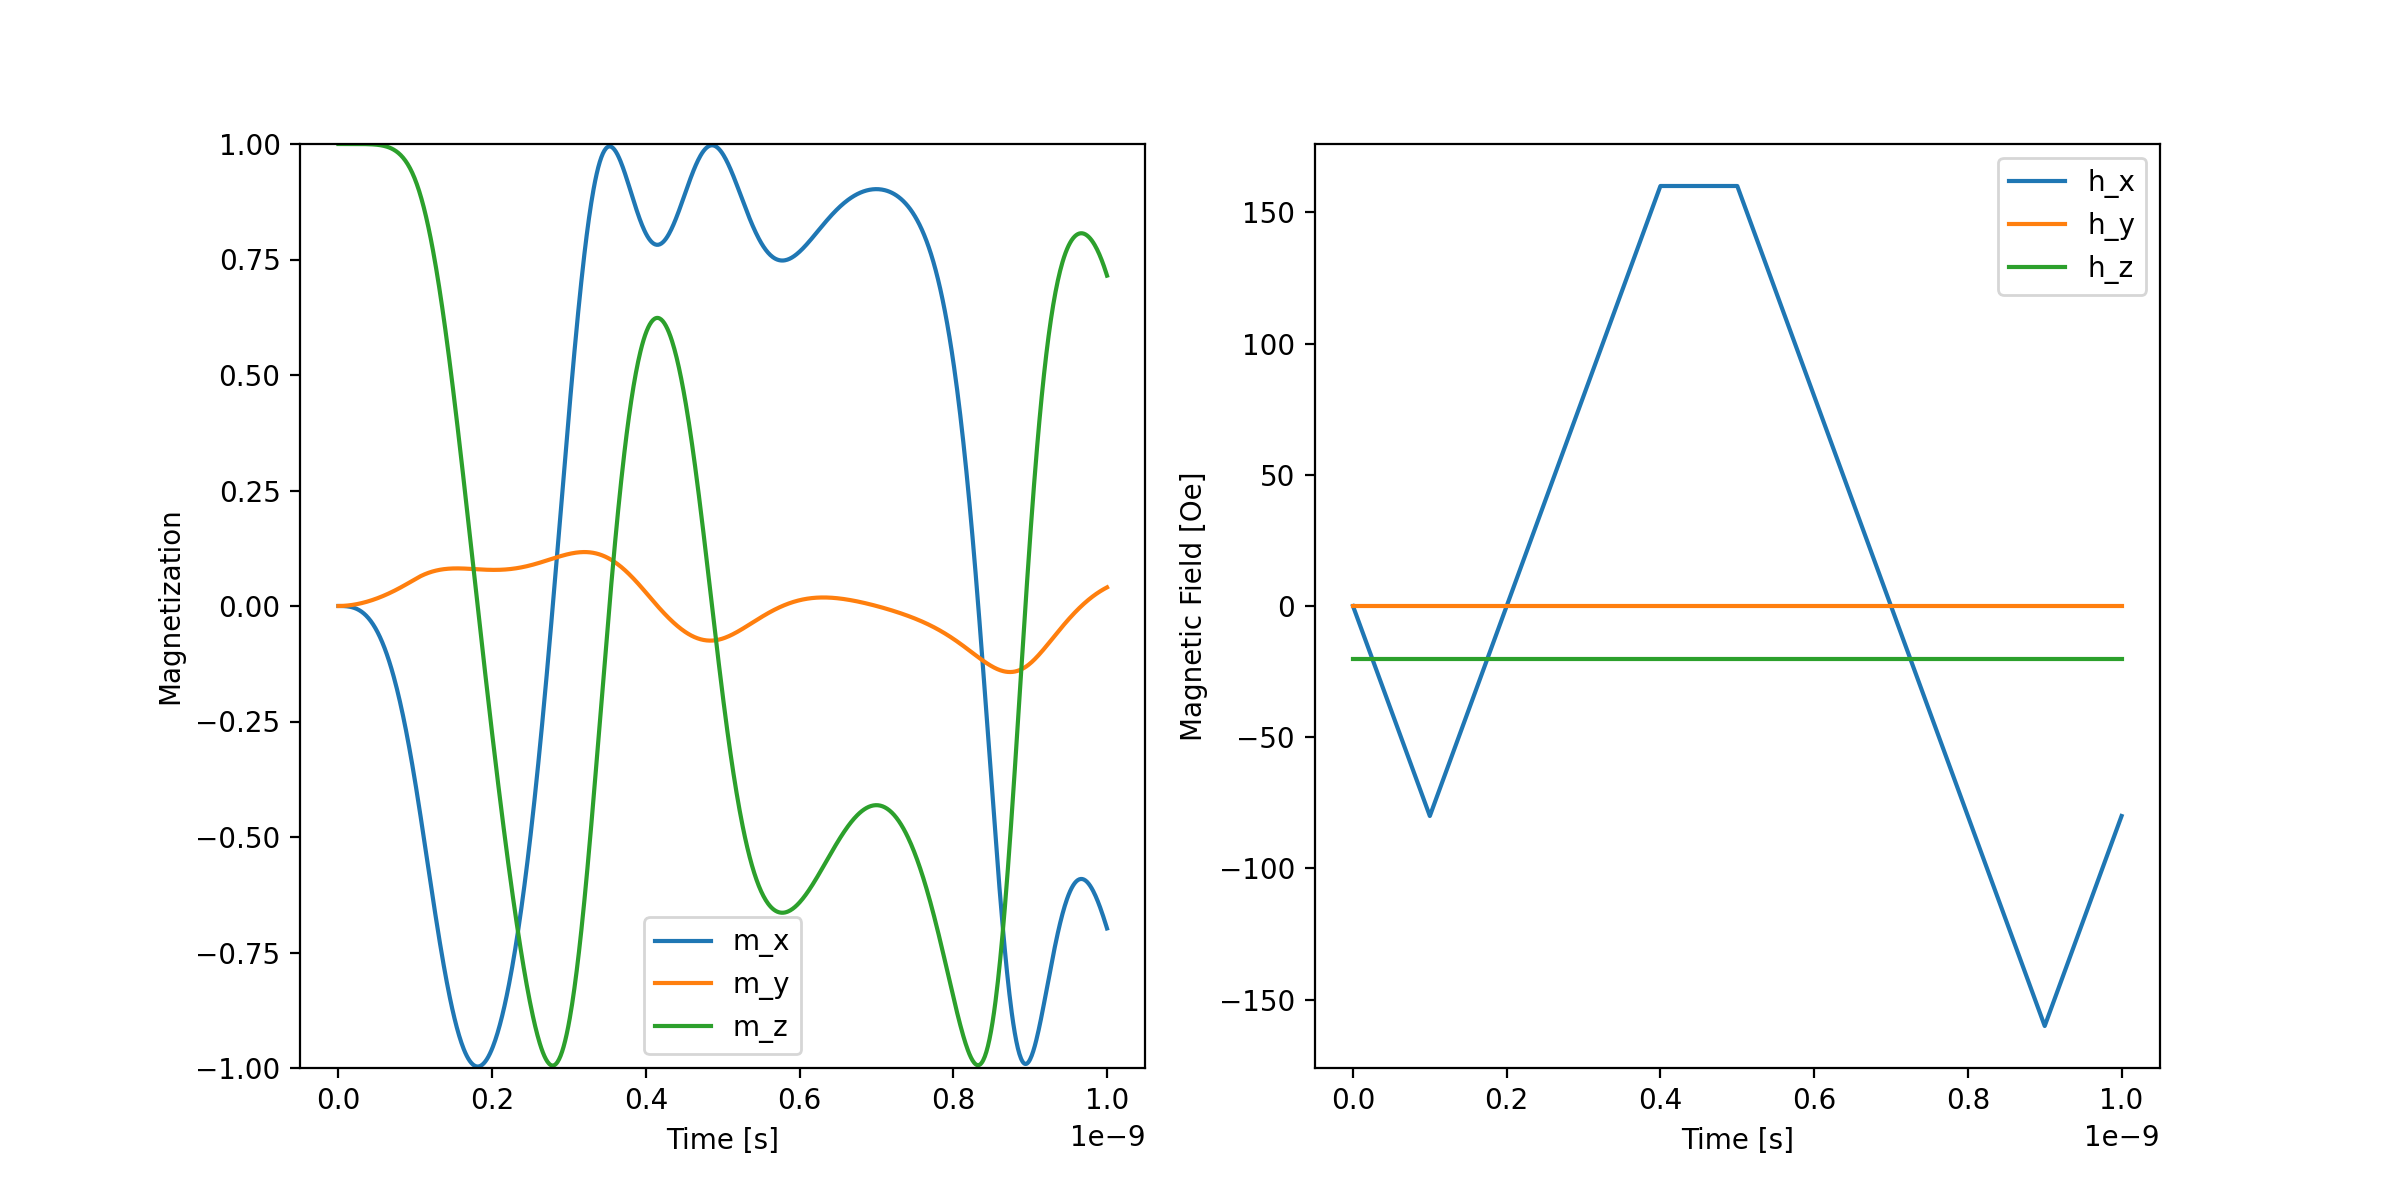 1.00
0.75
0.50
0.25
0.00
−0.25
−0.50
−0.75
−1.00
Magnetization
m_x
m_y
m_z
0.0 0.2 0.4 0.6 0.8 1.0
Time [s]
1e−9
150
100
50
0
−50
−100
−150
Magnetic Field [Oe]
h_x
h_y
h_z
0.0 0.2 0.4 0.6 0.8 1.0
Time [s]
1e−9